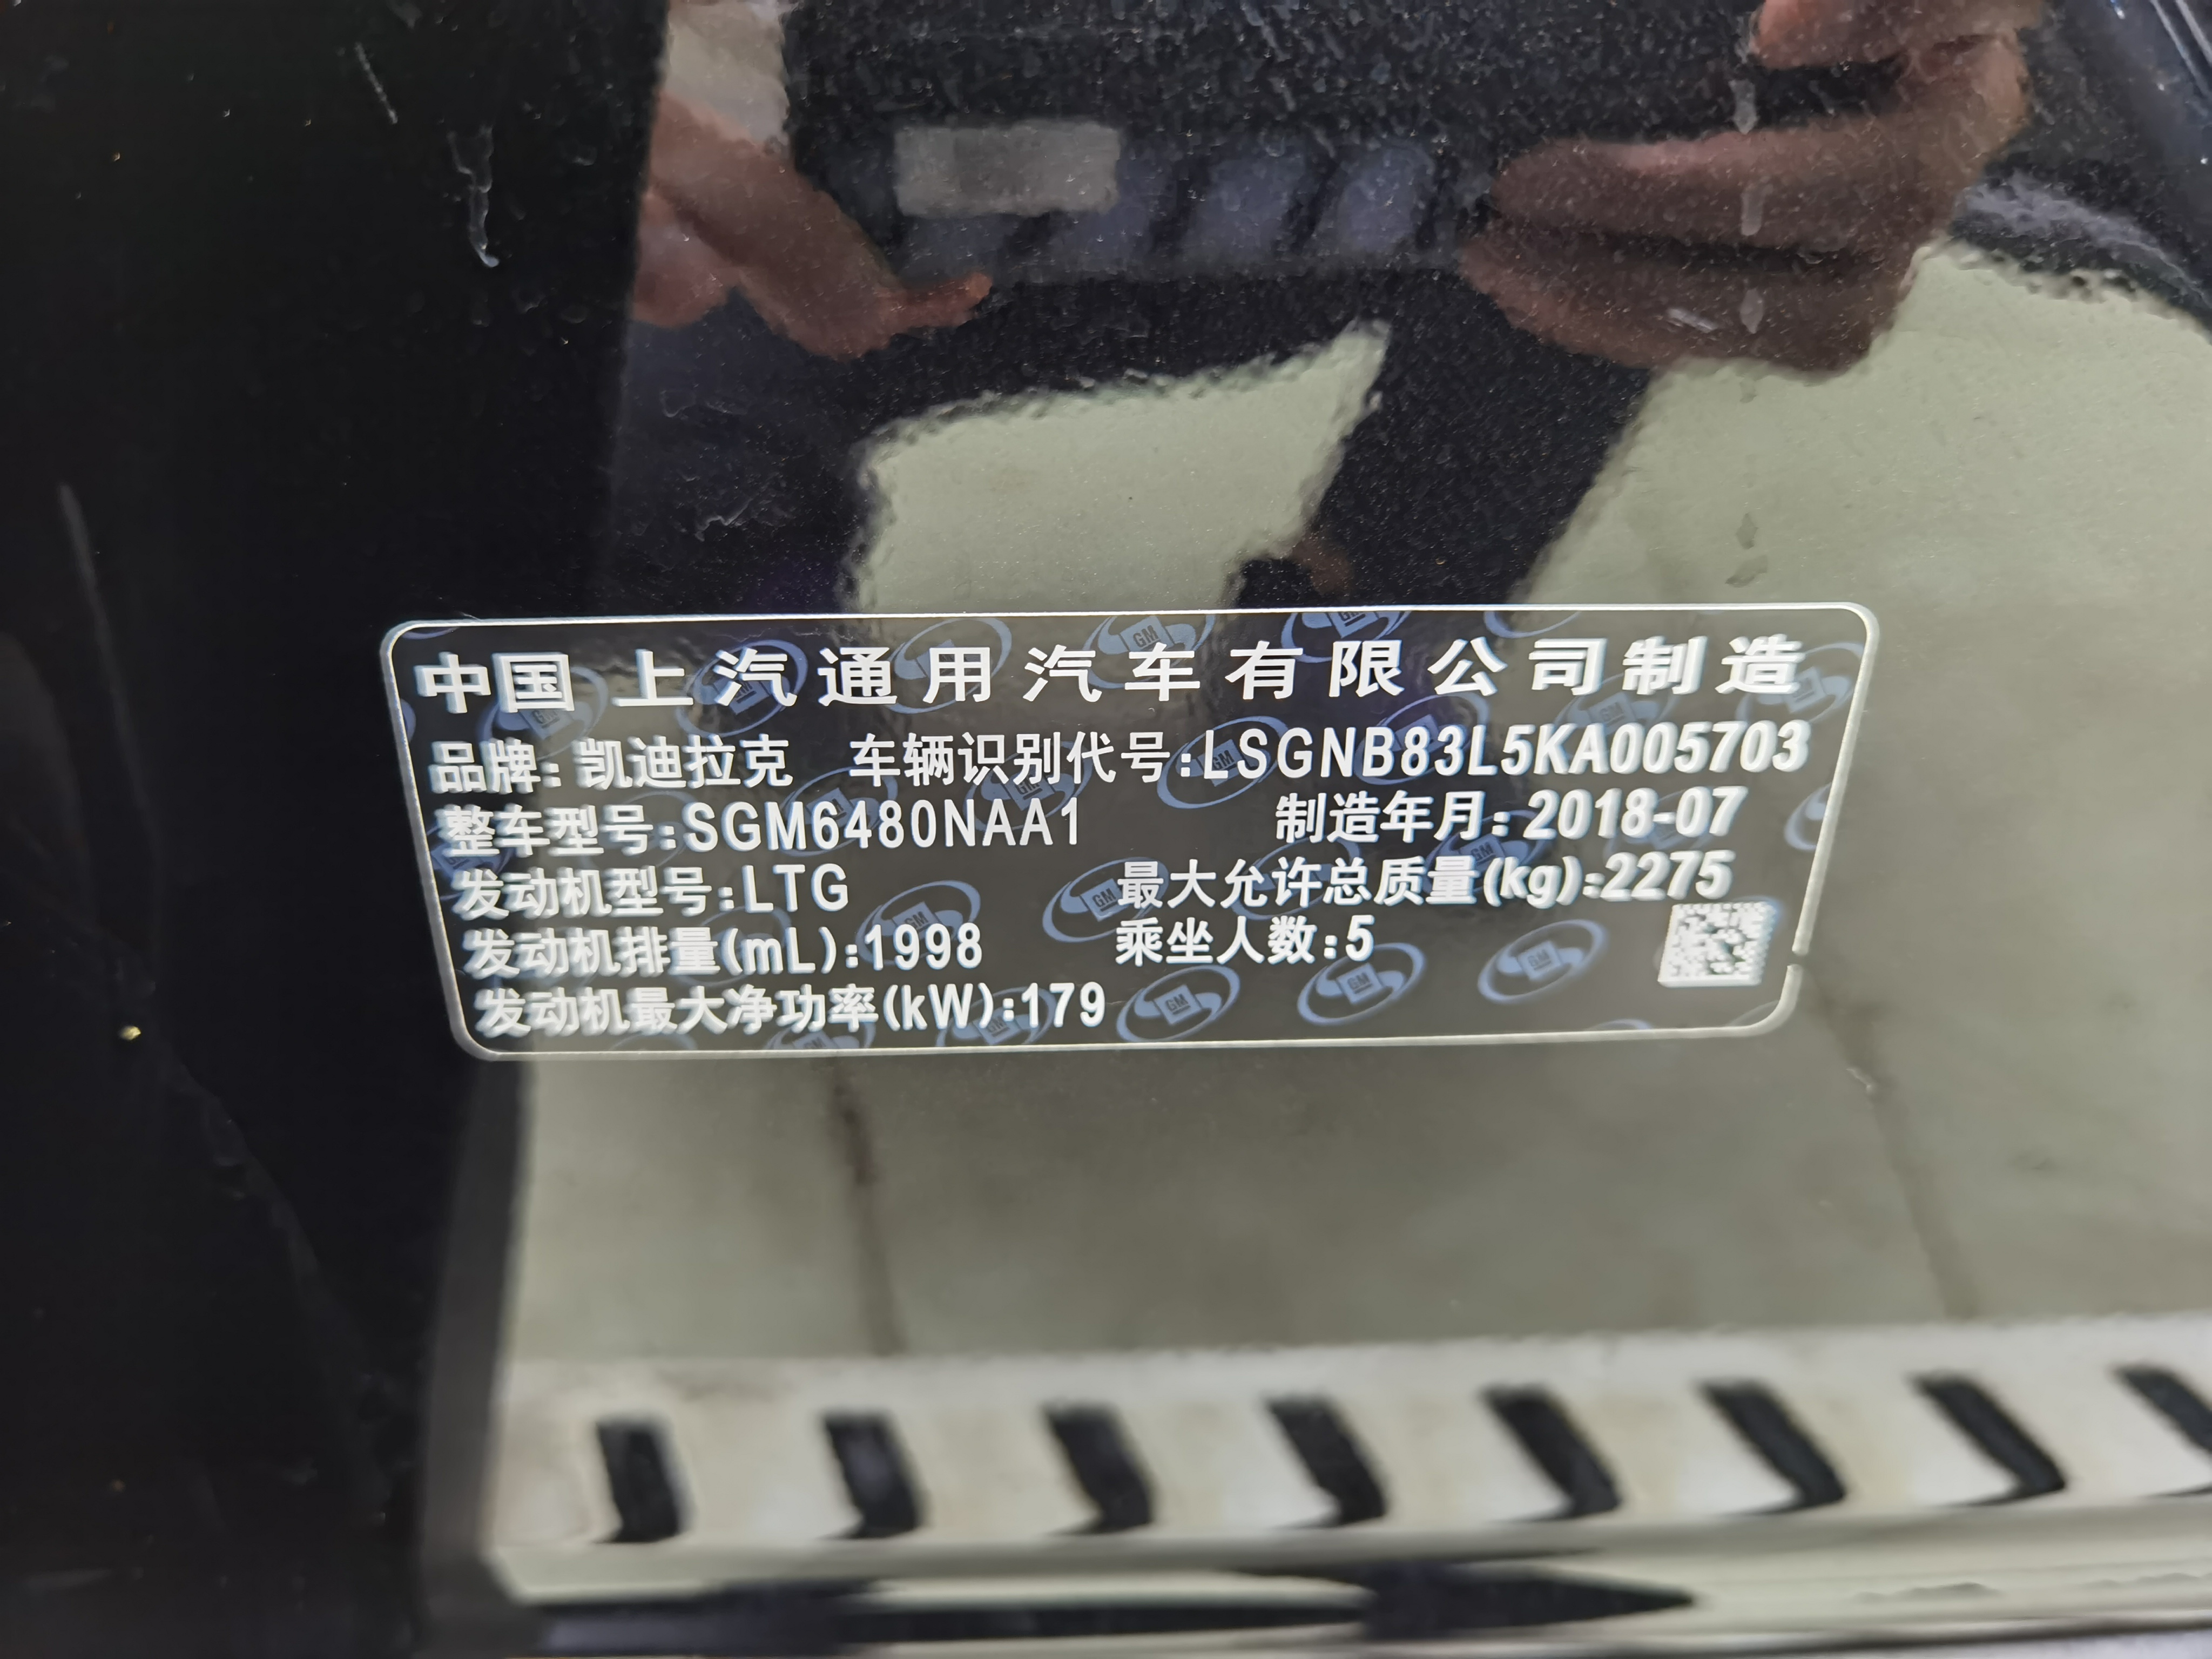 中国 上汽通用汽车有限公司制造
品牌: 凯迪拉克 车辆识别代号:LSGNB83L5KA005703
整车型号:SGM6480NAA1 制造年月: 2018-07
发动机型号:LTG 最大允许总质量(kg):2275
发动机排量(mL):1998 乘坐人数:5
发动机最大净功率(kW):179